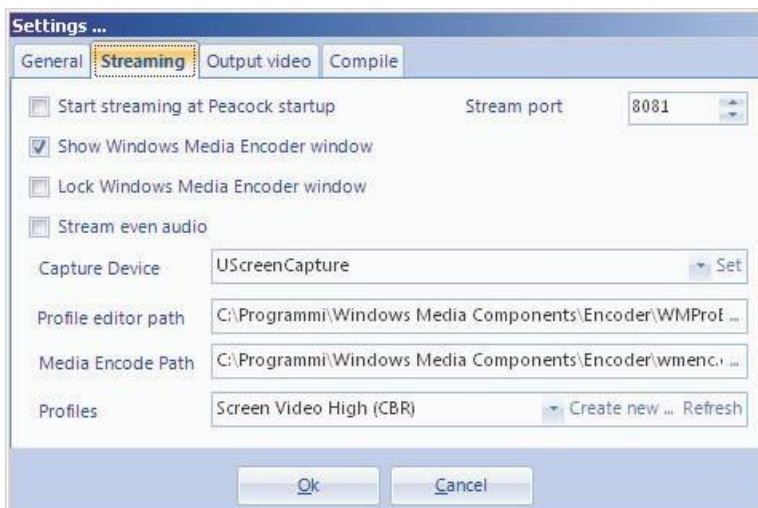 Settings ...
General Streaming Output video Compile
Start streaming at Peacock startup Stream port 8081
Show Windows Media Encoder window
Lock Windows Media Encoder window
Stream even audio
Capture Device UScreenCapture Set
Profile editor path C:\Programmi\Windows Media Components\Encoder\WMProE ...
Media Encode Path C:\Programmi\Windows Media Components\Encoder\wmenc. ...
Profiles Screen Video High (CBR) Create new ... Refresh
Ok Cancel